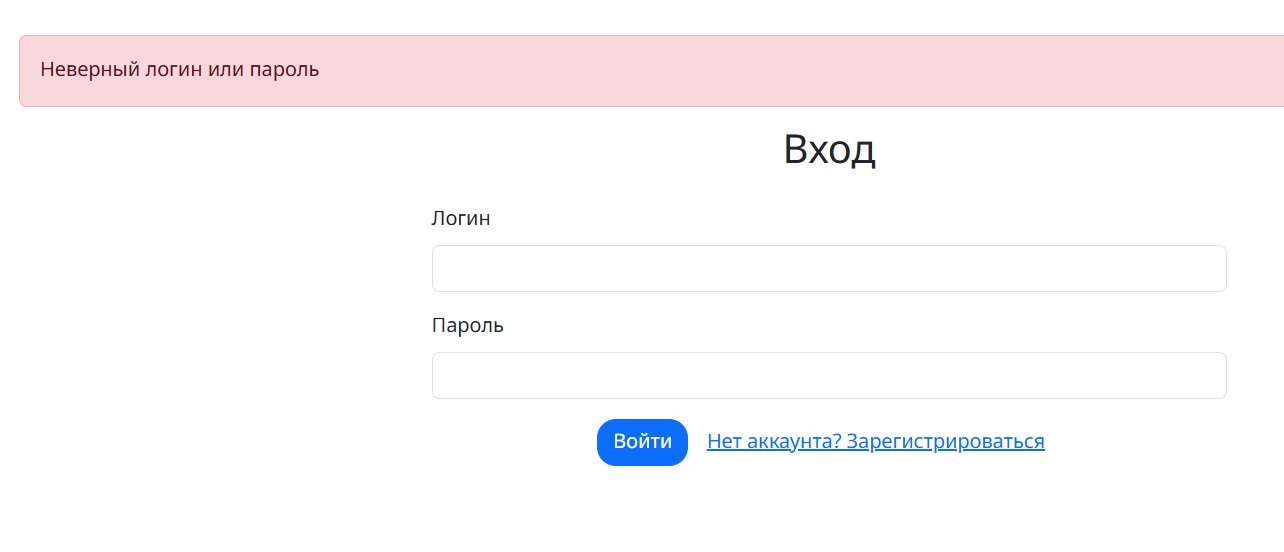 Неверный логин или пароль
Вход
Логин
Пароль
Войти Нет аккаунта? Зарегистрироваться